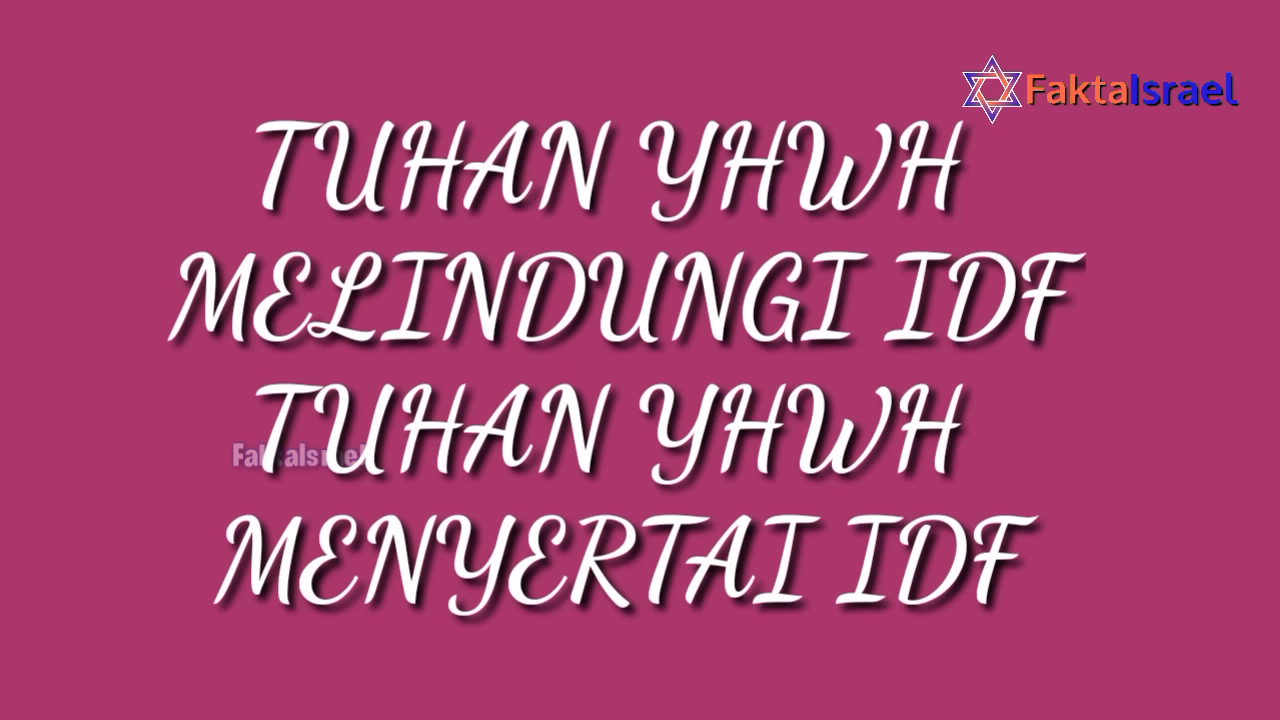 FaktaIsrael
TUHAN YHWH
MELINDUNGI IDF
TUHAN YHWH
MENYERTAI IDF